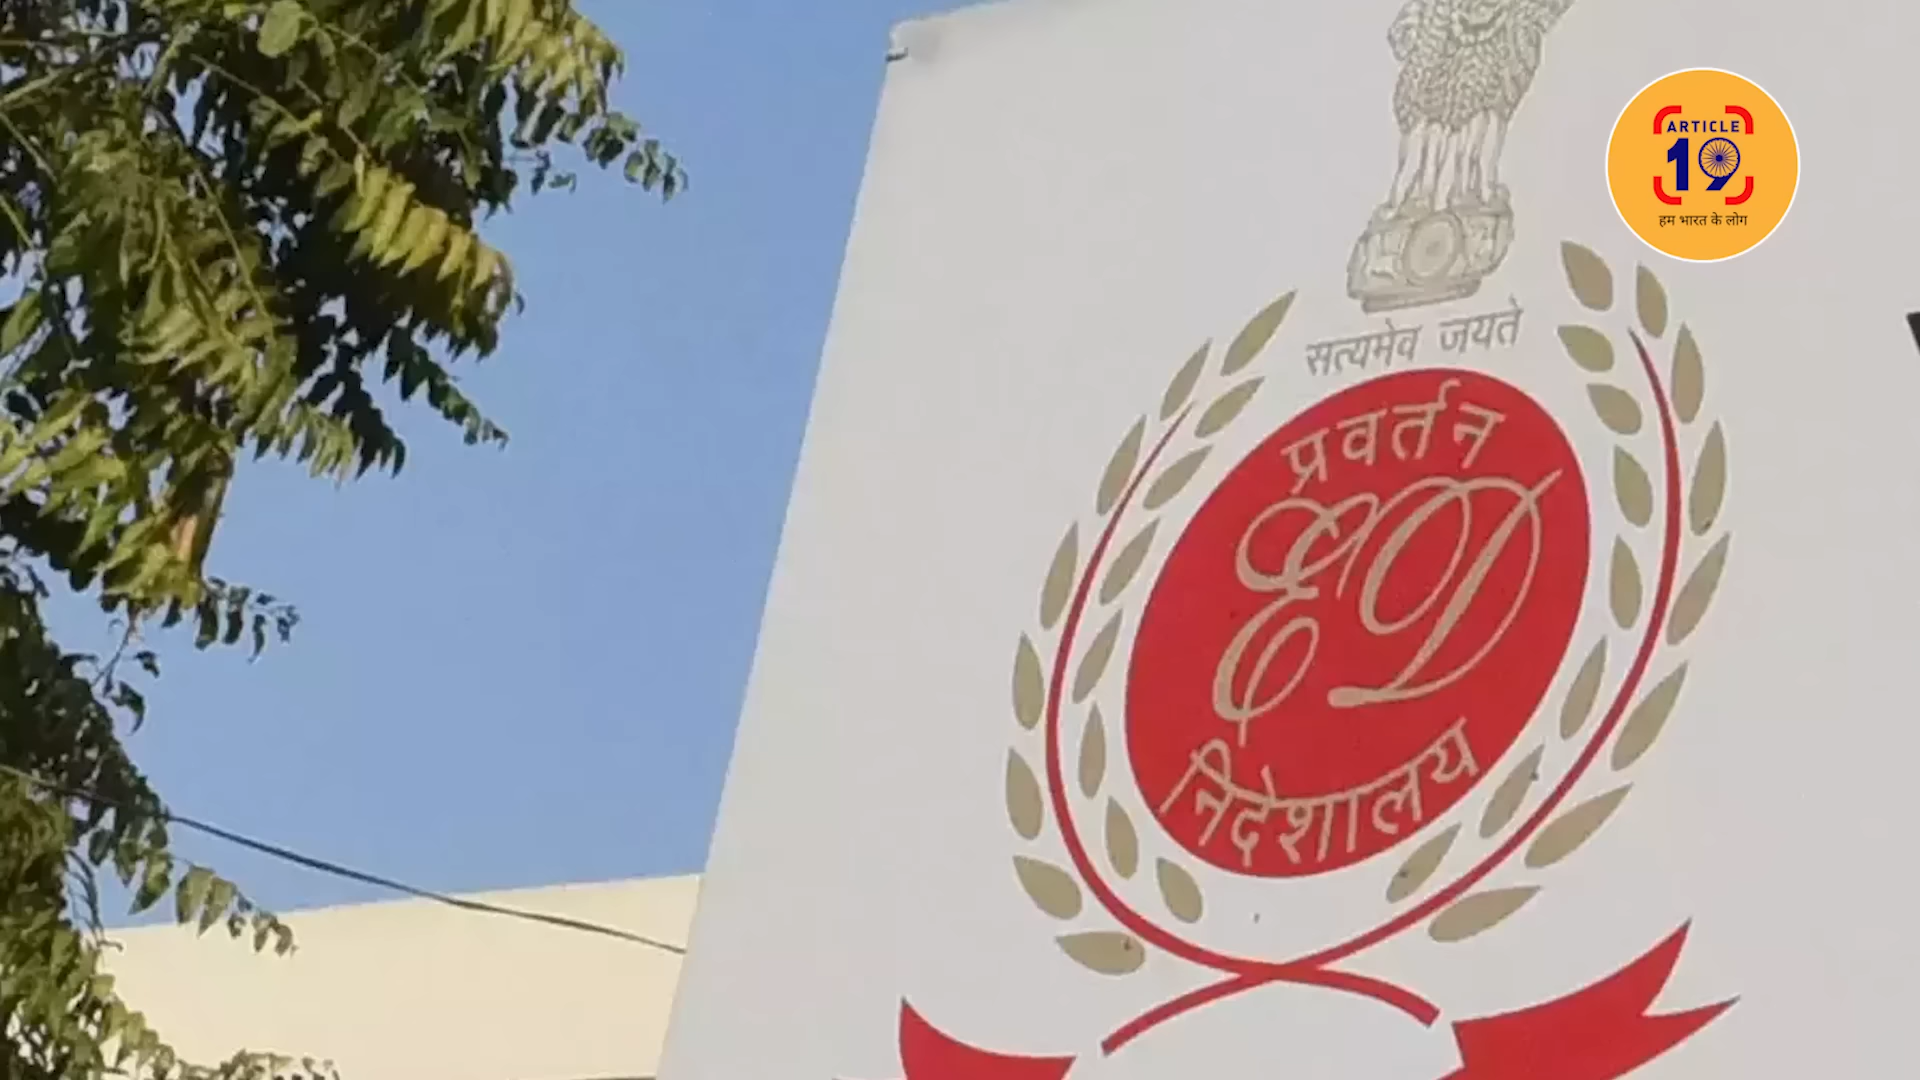 ARTICLE
19
हम भारत के लोग
सत्यमेव जयते
प्रवर्तन
ED
निदेशालय